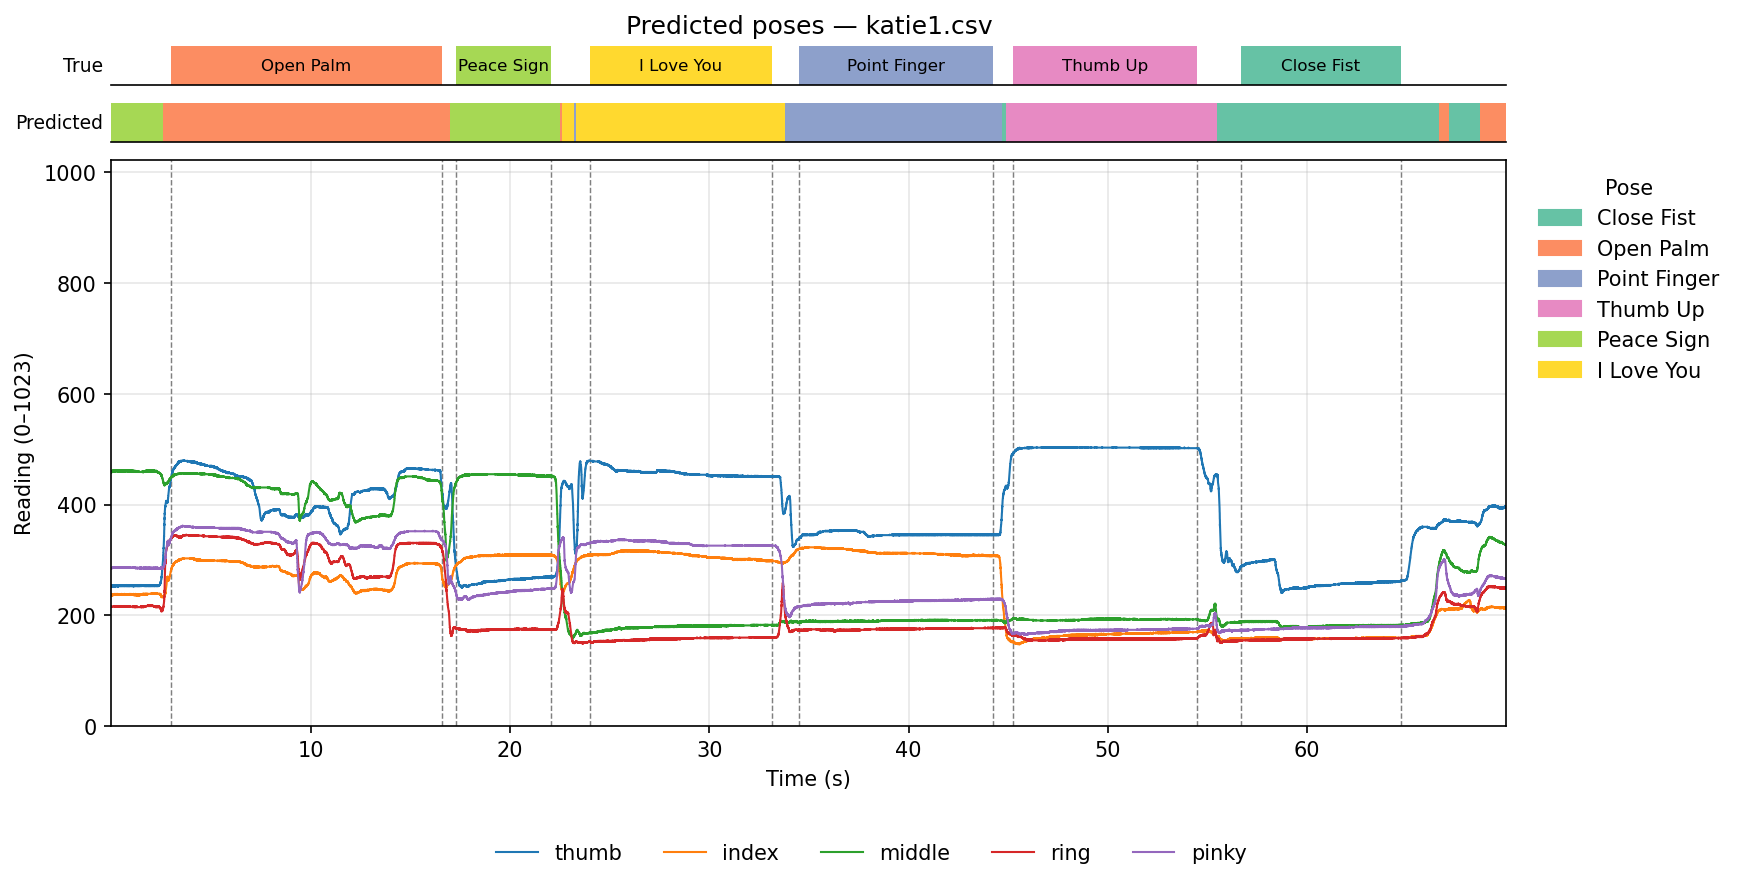 Predicted poses — katie1.csv
True
Open Palm
Peace Sign
I Love You
Point Finger
Thumb Up
Close Fist
Predicted
1000
800
600
400
200
0
Reading (0–1023)
10
20
30
40
50
60
Time (s)
Pose
Close Fist
Open Palm
Point Finger
Thumb Up
Peace Sign
I Love You
thumb
index
middle
ring
pinky